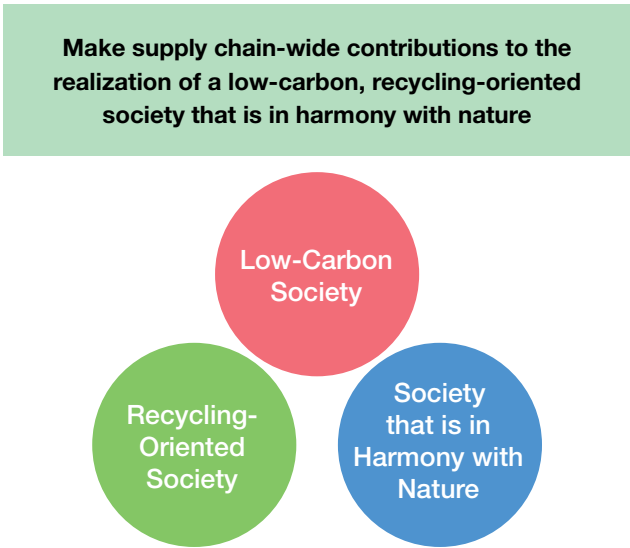 Make supply chain-wide contributions to the
realization of a low-carbon, recycling-oriented
society that is in harmony with nature
Low-Carbon
Society
Recycling-
Oriented
Society
Society
that is in
Harmony with
Nature